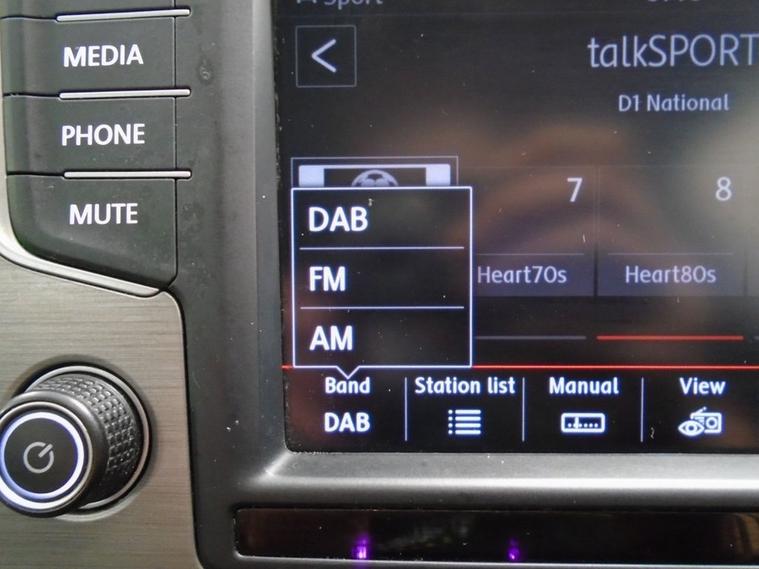 Sport
MEDIA
PHONE
MUTE
talkSPORT
D1 National
7
8
DAB
FM
AM
Heart70s
Heart80s
Band
Station list
Manual
View
DAB